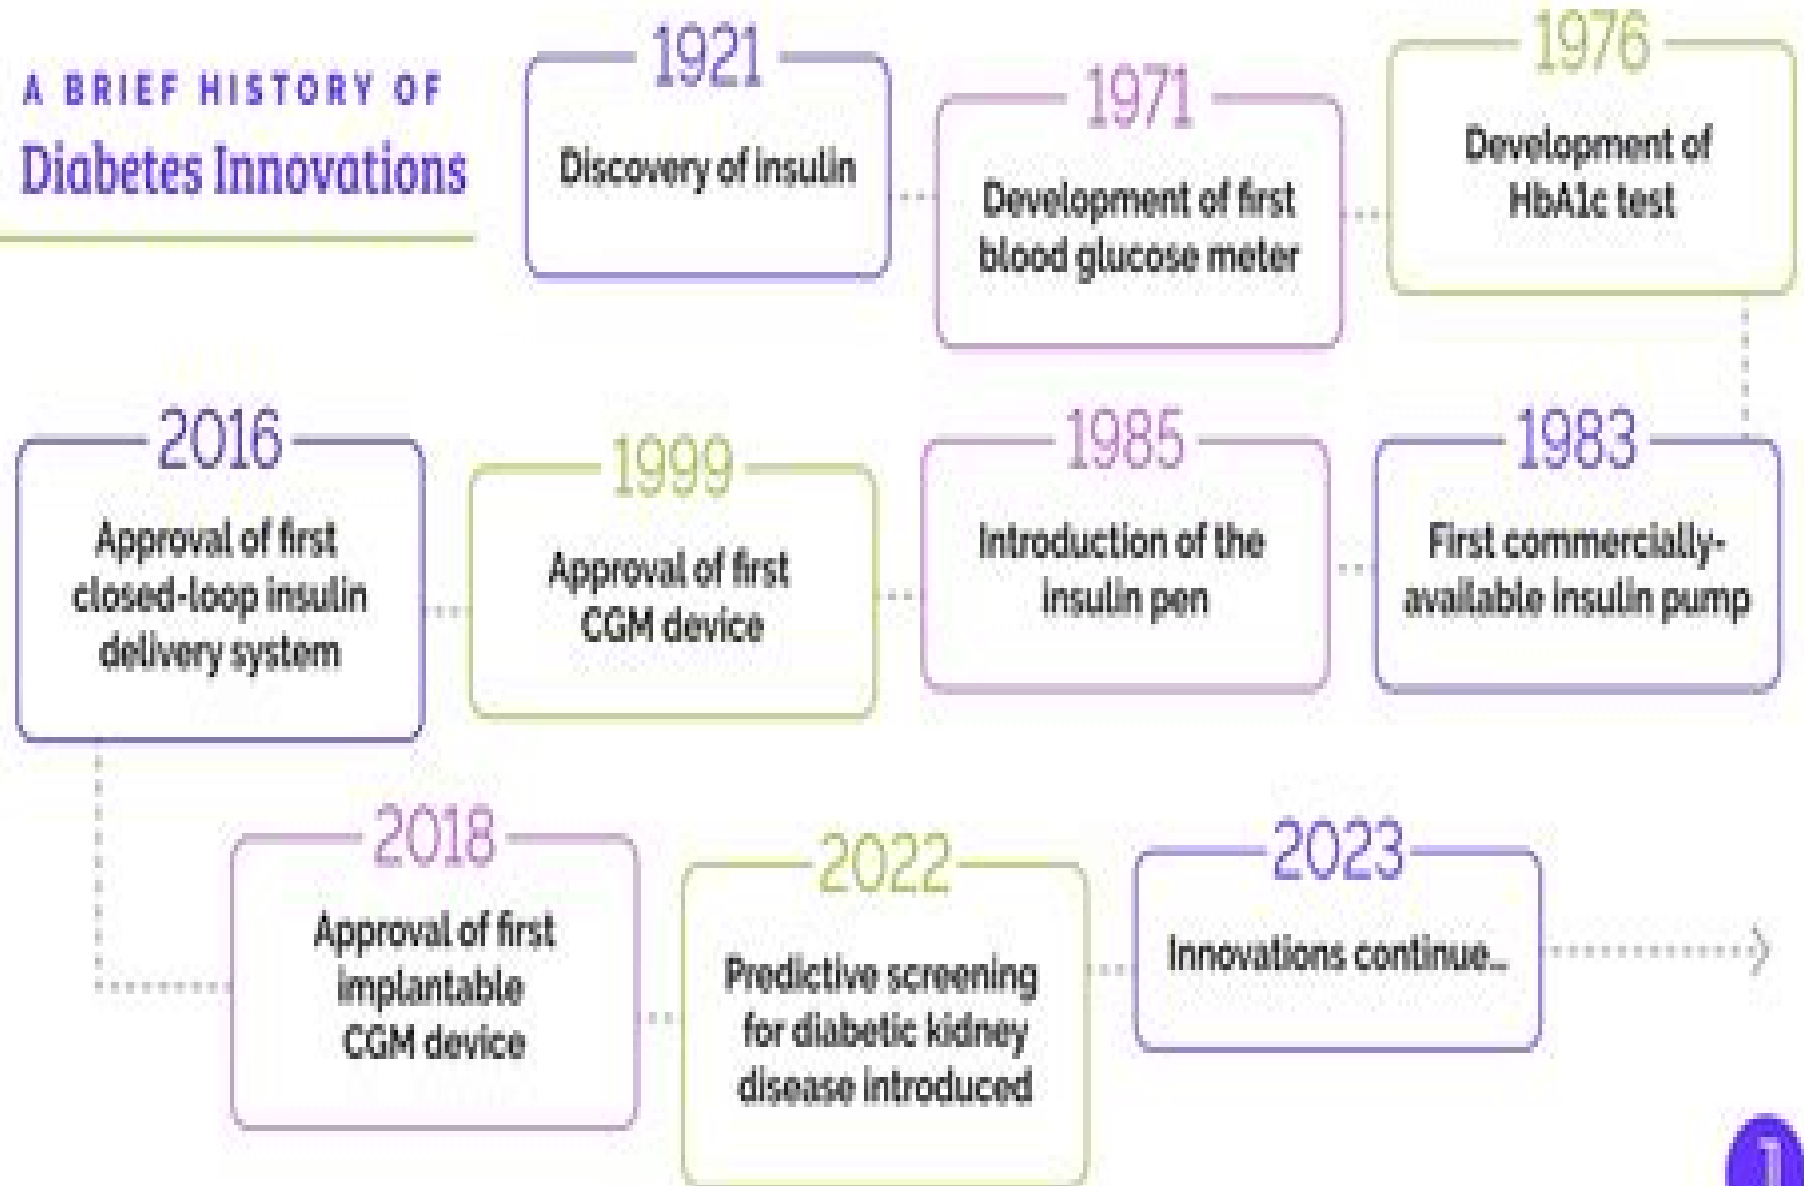 A BRIEF HISTORY OF
Diabetes Innovations
1921
Discovery of insulin
1971
Development of first
blood glucose meter
1976
Development of
HbA1c test
1983
First commercially-
available insulin pump
1985
Introduction of the
insulin pen
1999
Approval of first
CGM device
2016
Approval of first
closed-loop insulin
delivery system
2018
Approval of first
implantable
CGM device
2022
Predictive screening
for diabetic kidney
disease introduced
2023
Innovations continue...